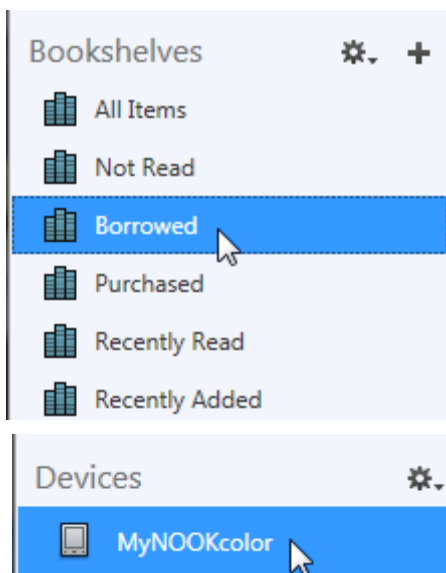 Bookshelves
All Items
Not Read
Borrowed
Purchased
Recently Read
Recently Added
Devices
MyNOOKcolor